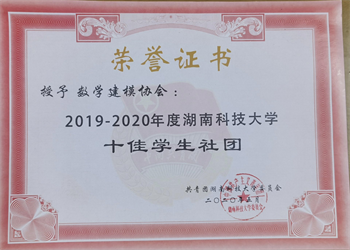 荣誉证书
授予 数学建模协会：
2019-2020年度湖南科技大学
十佳学生社团
共青团湖南科技大学委员会
二〇二〇年五月